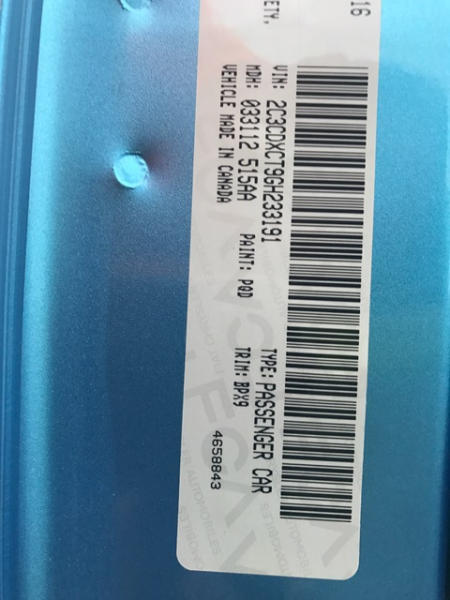 16
ETY,
VIN: 2C3CDXCT9GH233191 TYPE: PASSENGER CAR
MDH: 033112 515AA PAINT: PQD TRIM: BPX9
VEHICLE MADE IN CANADA
4658843